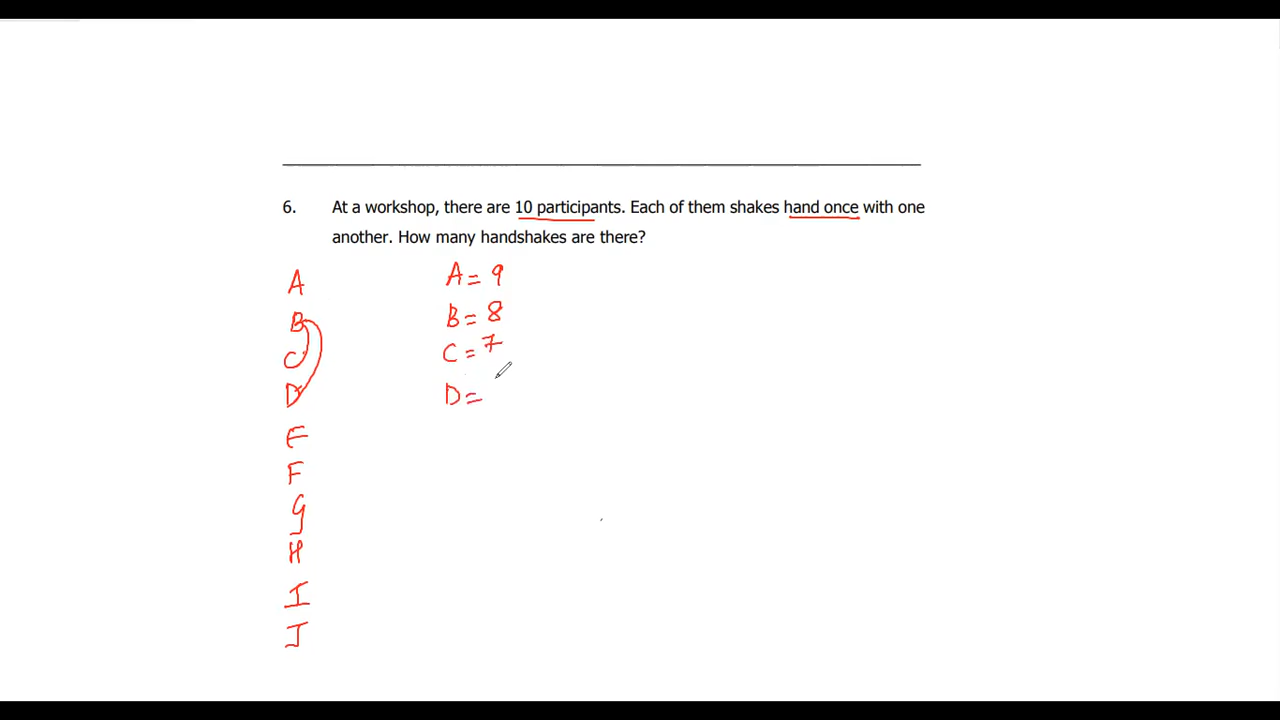 6. At a workshop, there are 10 participants. Each of them shakes hand once with one
another. How many handshakes are there?
A
B
C
D
E
F
G
H
I
J
A = 9
B = 8
C = 7
D =